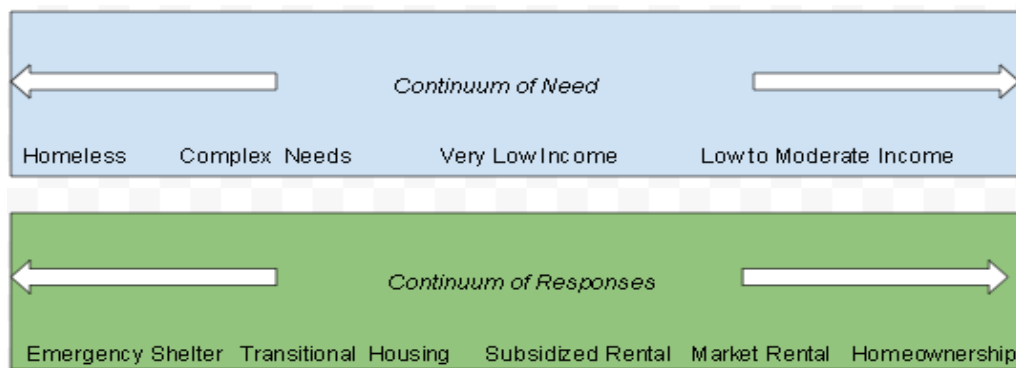 Continuum of Need
Homeless Complex Needs Very Low Income Low to Moderate Income
Continuum of Responses
Emergency Shelter Transitional Housing Subsidized Rental Market Rental Homeownership